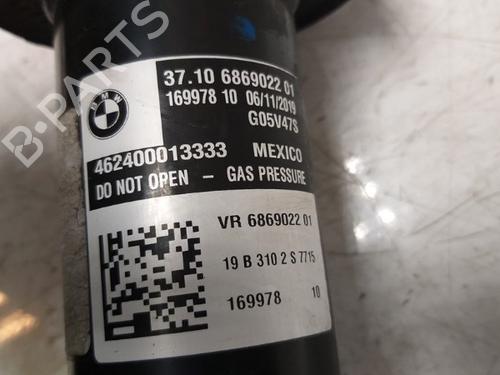 B-PARTS
BMW
37.10 6869022 01
169978 10 06/11/2019
G05V47S
462400013333 MEXICO
DO NOT OPEN – GAS PRESSURE
VR 6869022 01
19 B 310 2 S 7715
169978 10